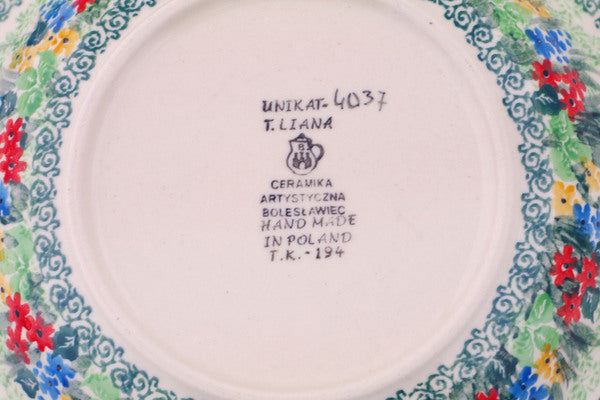 UNIKAT-4037
T. LIANA
B
CERAMIKA
ARTYSTYCZNA
BOLESŁAWIEC
HAND MADE
IN POLAND
T.K.-194